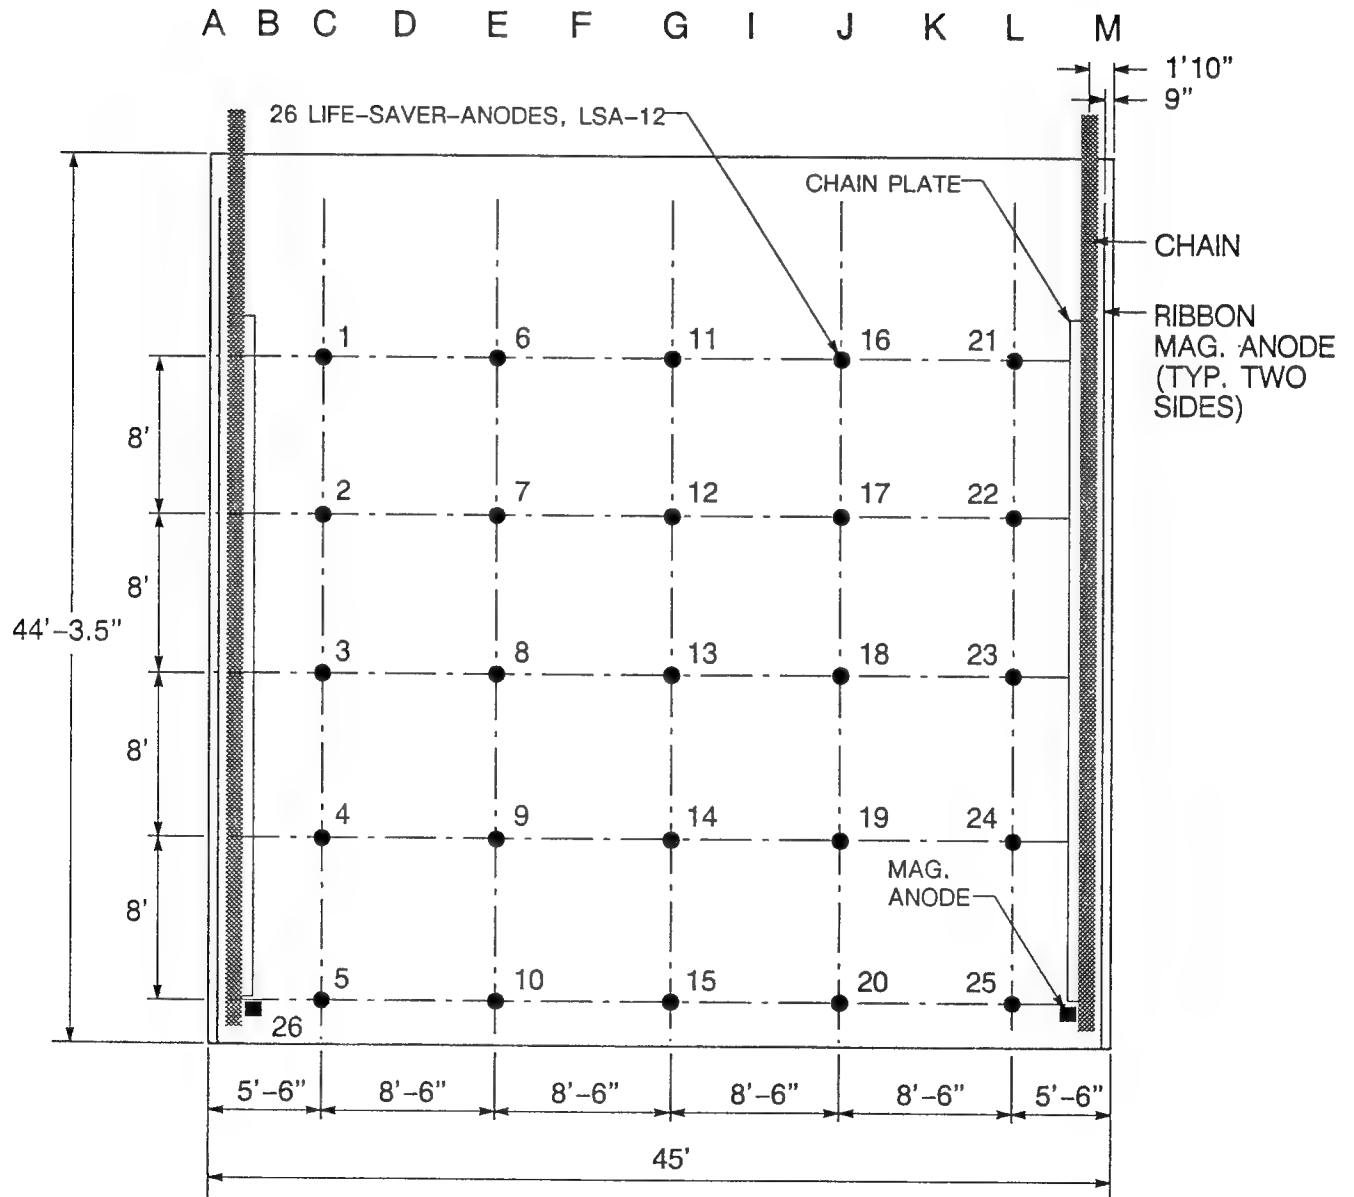 A B C D E F G I J K L M
1'10"
9"
26 LIFE-SAVER-ANODES, LSA-12
CHAIN PLATE
CHAIN
RIBBON
MAG. ANODE
(TYP. TWO
SIDES)
1 6 11 16 21
8'
2 7 12 17 22
8'
44'-3.5"
3 8 13 18 23
8'
4 9 14 19 24
MAG.
ANODE
8'
5 10 15 20 25
26
5'-6" 8'-6" 8'-6" 8'-6" 8'-6" 5'-6"
45'